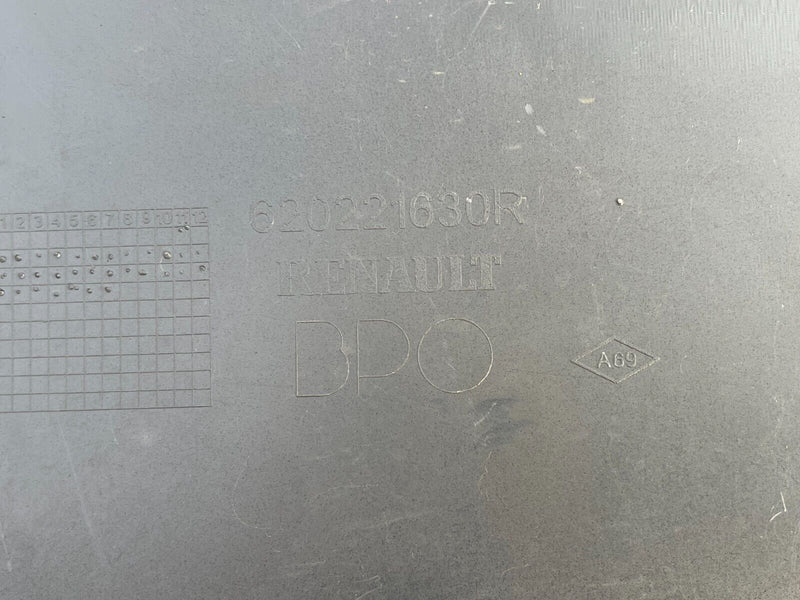 1 2 3 4 5 6 7 8 9 10 11 12
620221630R
RENAULT
BPO
A69